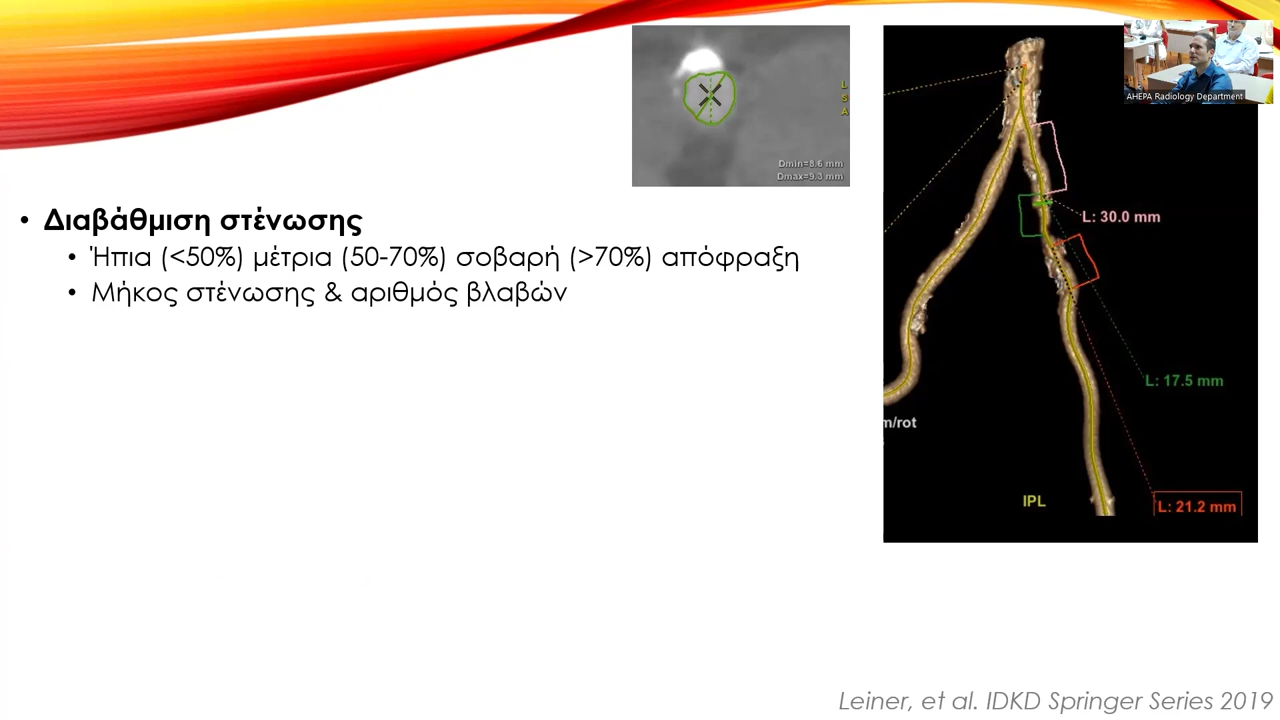 L
S
A
Dmin=8.6 mm
Dmax=9.3 mm
AHEPA Radiology Department
• Διαβάθμιση στένωσης
• Ήπια (<50%) μέτρια (50-70%) σοβαρή (>70%) απόφραξη
• Μήκος στένωσης & αριθμός βλαβών
L: 30.0 mm
L: 17.5 mm
m/rot
IPL
L: 21.2 mm
Leiner, et al. IDKD Springer Series 2019